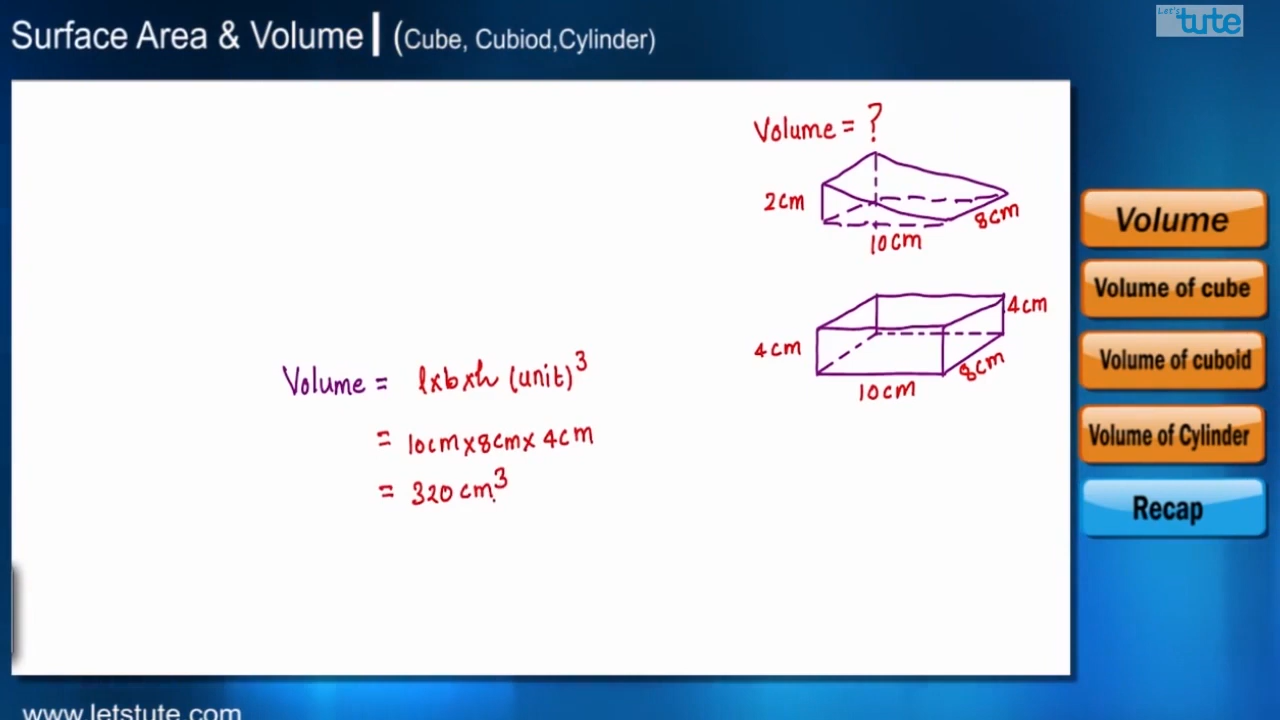 Surface Area & Volume | (Cube, Cubiod,Cylinder)
Let's tute
Volume = ?
2cm
8cm
10cm
4cm
4cm
8cm
10cm
Volume = l×b×h (unit)³
= 10cm×8cm× 4cm
= 320 cm³
Volume
Volume of cube
Volume of cuboid
Volume of Cylinder
Recap
www.letstute.com